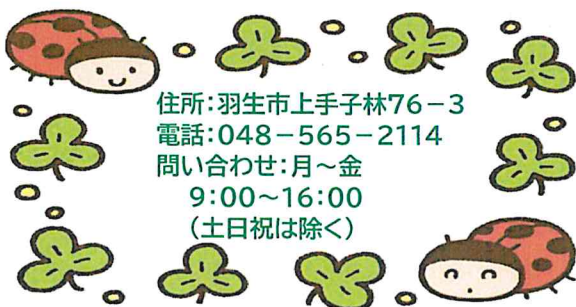 住所:羽生市上手子林76－3
電話:048－565－2114
問い合わせ:月～金
9:00～16:00
(土日祝は除く)